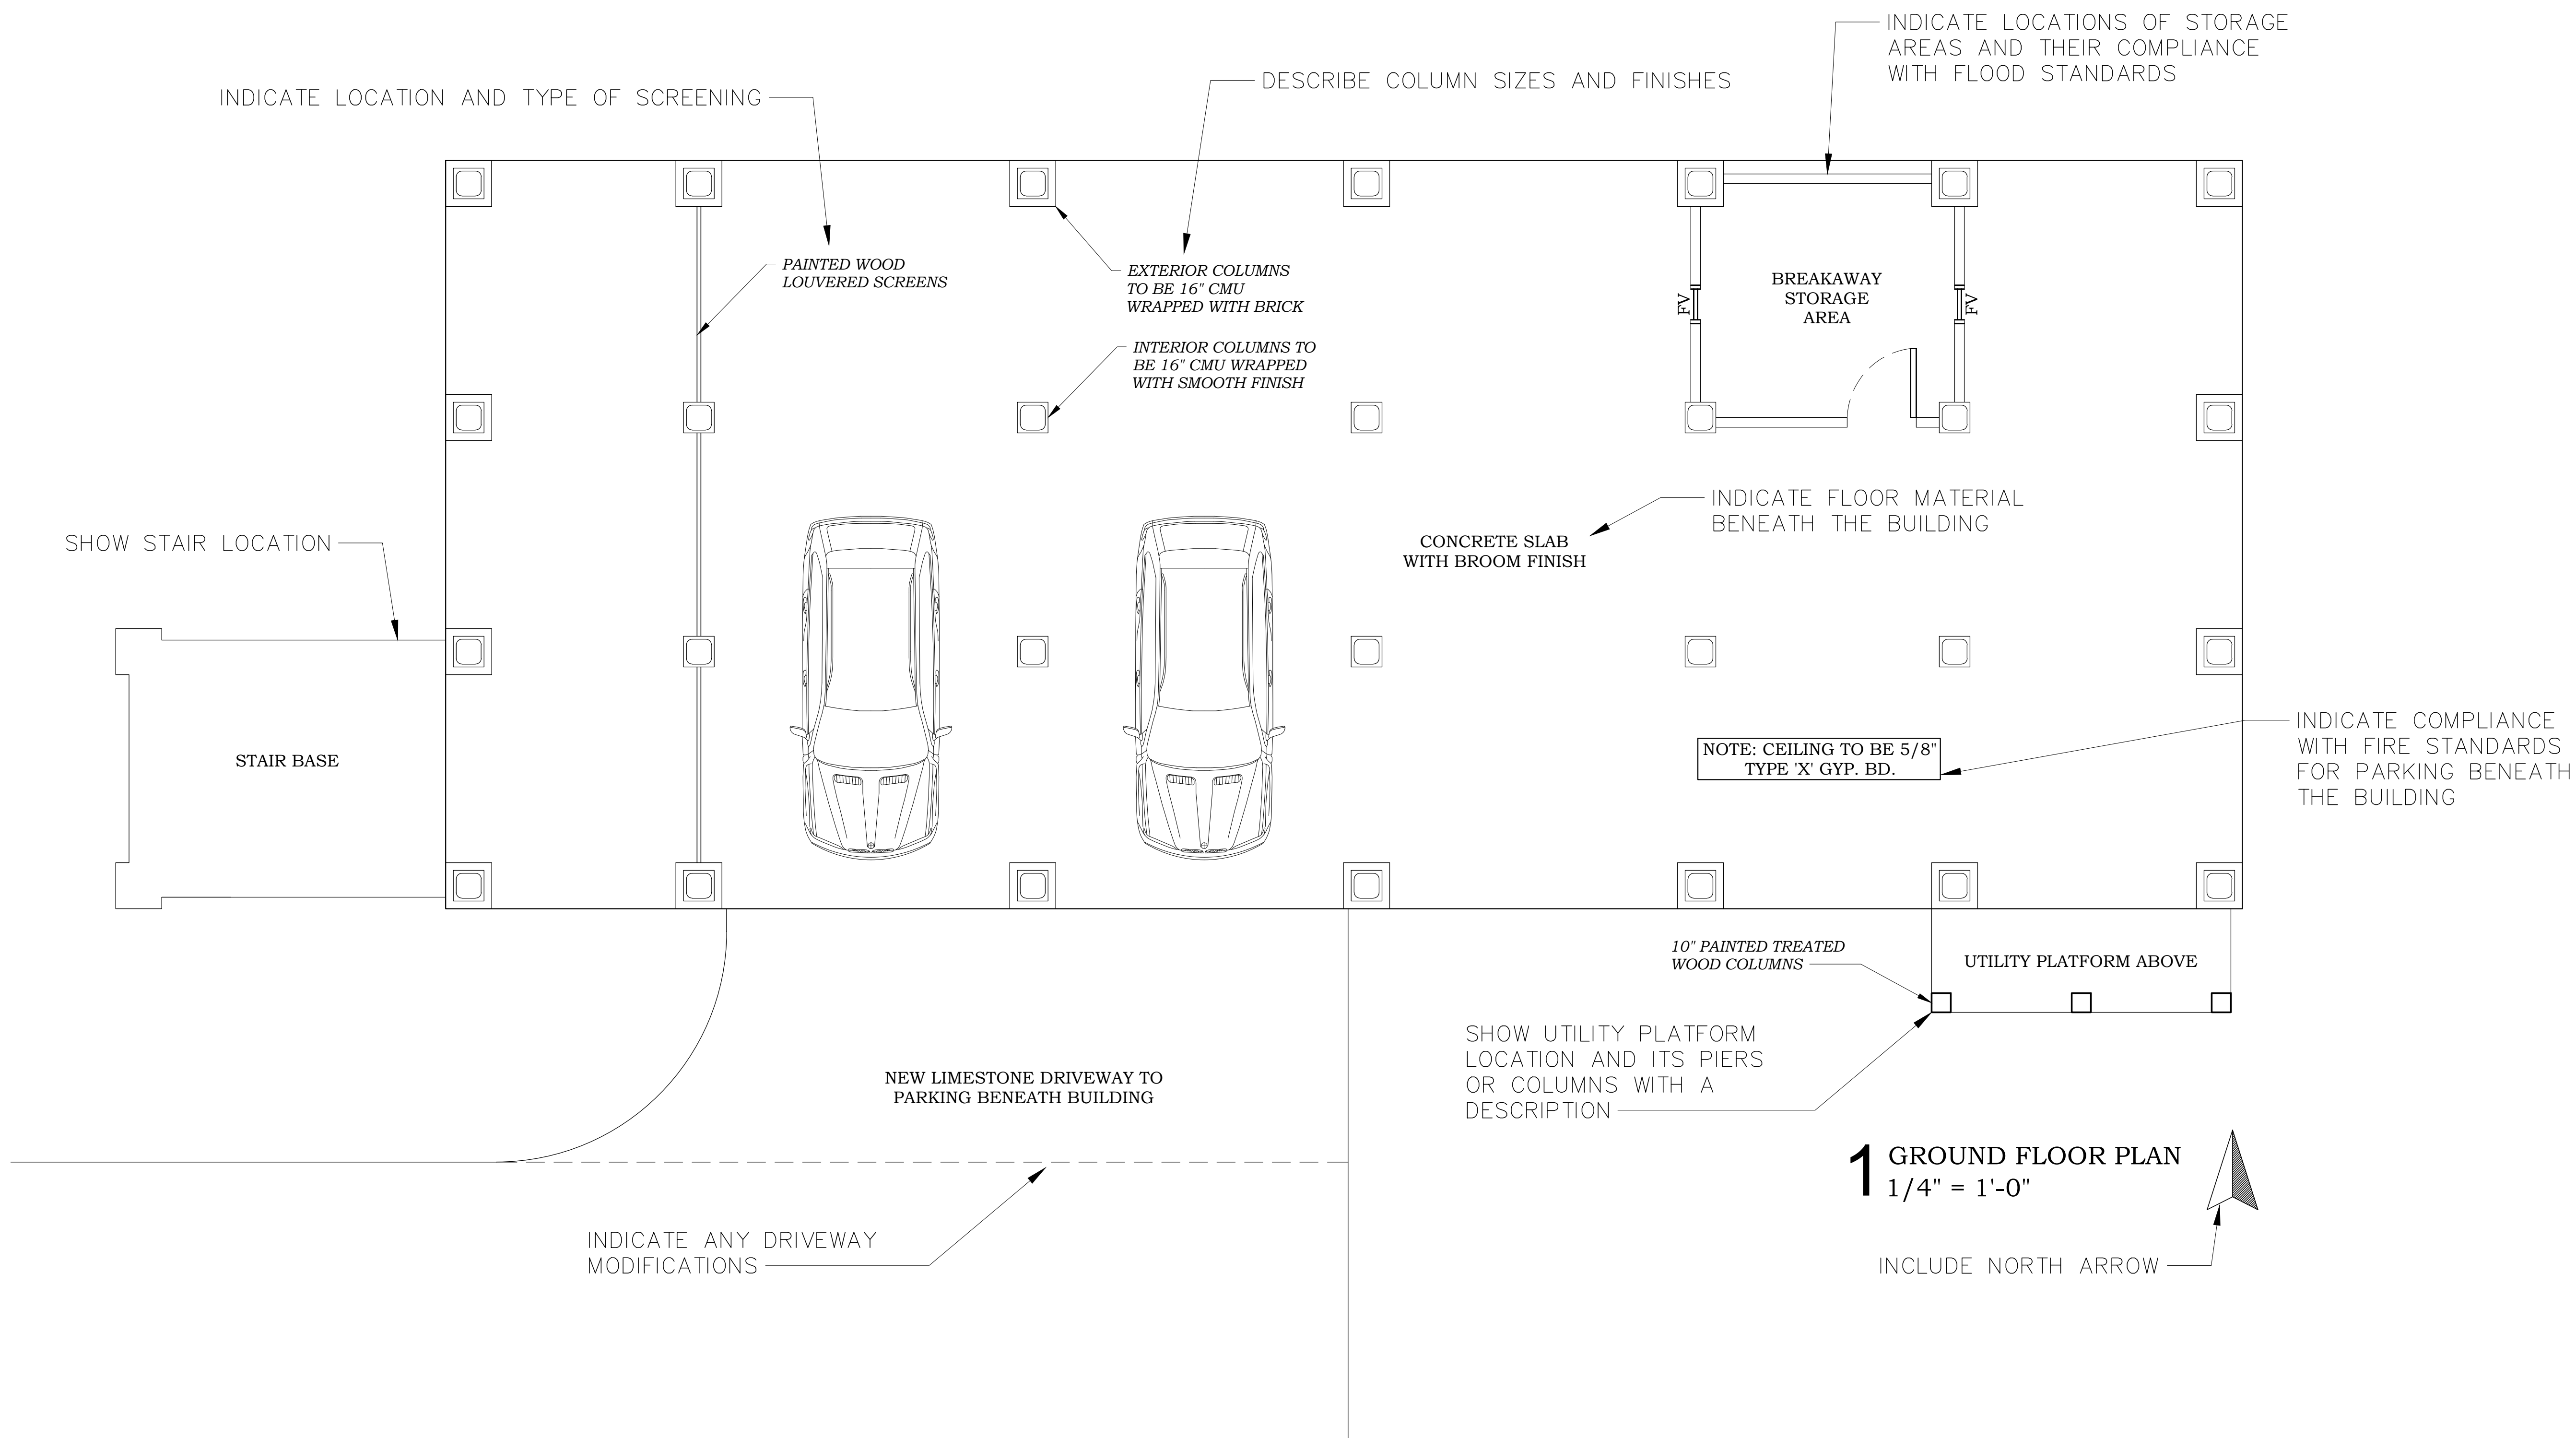 INDICATE LOCATIONS OF STORAGE
AREAS AND THEIR COMPLIANCE
WITH FLOOD STANDARDS
DESCRIBE COLUMN SIZES AND FINISHES
INDICATE LOCATION AND TYPE OF SCREENING
PAINTED WOOD
LOUVERED SCREENS
EXTERIOR COLUMNS
TO BE 16" CMU
WRAPPED WITH BRICK
INTERIOR COLUMNS TO
BE 16" CMU WRAPPED
WITH SMOOTH FINISH
BREAKAWAY
STORAGE
AREA
FV
FV
INDICATE FLOOR MATERIAL
BENEATH THE BUILDING
CONCRETE SLAB
WITH BROOM FINISH
SHOW STAIR LOCATION
STAIR BASE
NOTE: CEILING TO BE 5/8"
TYPE 'X' GYP. BD.
INDICATE COMPLIANCE
WITH FIRE STANDARDS
FOR PARKING BENEATH
THE BUILDING
10" PAINTED TREATED
WOOD COLUMNS
UTILITY PLATFORM ABOVE
SHOW UTILITY PLATFORM
LOCATION AND ITS PIERS
OR COLUMNS WITH A
DESCRIPTION
NEW LIMESTONE DRIVEWAY TO
PARKING BENEATH BUILDING
INDICATE ANY DRIVEWAY
MODIFICATIONS
1 GROUND FLOOR PLAN
1/4" = 1'-0"
INCLUDE NORTH ARROW